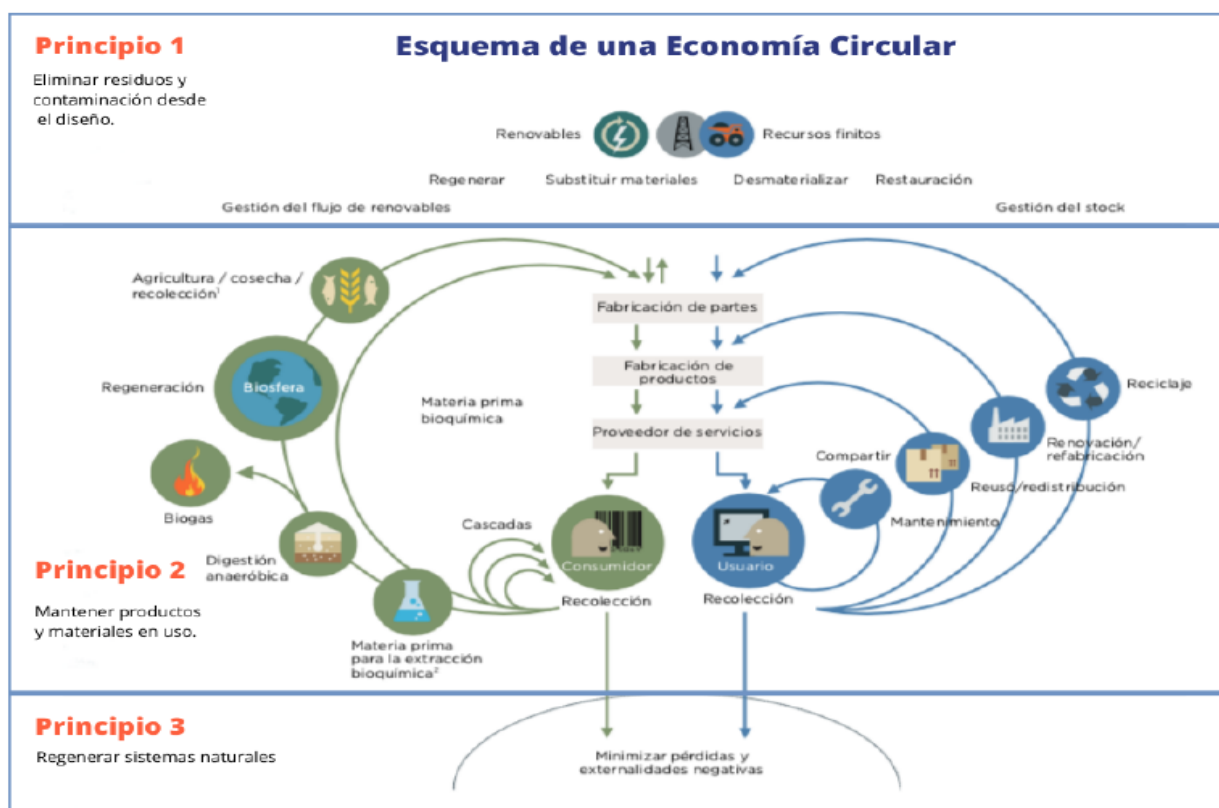 Principio 1
Esquema de una Economía Circular
Eliminar residuos y
contaminación desde
el diseño.
Renovables
Recursos finitos
Regenerar
Substituir materiales
Desmaterializar
Restauración
Gestión del flujo de renovables
Gestión del stock
Agricultura / cosecha /
recolección¹
Fabricación de partes
Regeneración
Biosfera
Fabricación de
productos
Reciclaje
Materia prima
bioquímica
Proveedor de servicios
Renovación/
refabricación
Compartir
Reuso/redistribución
Biogas
Cascadas
Mantenimiento
Digestión
anaeróbica
Consumidor
Usuario
Principio 2
Recolección
Recolección
Mantener productos
y materiales en uso.
Materia prima
para la extracción
bioquímica²
Principio 3
Regenerar sistemas naturales
Minimizar pérdidas y
externalidades negativas